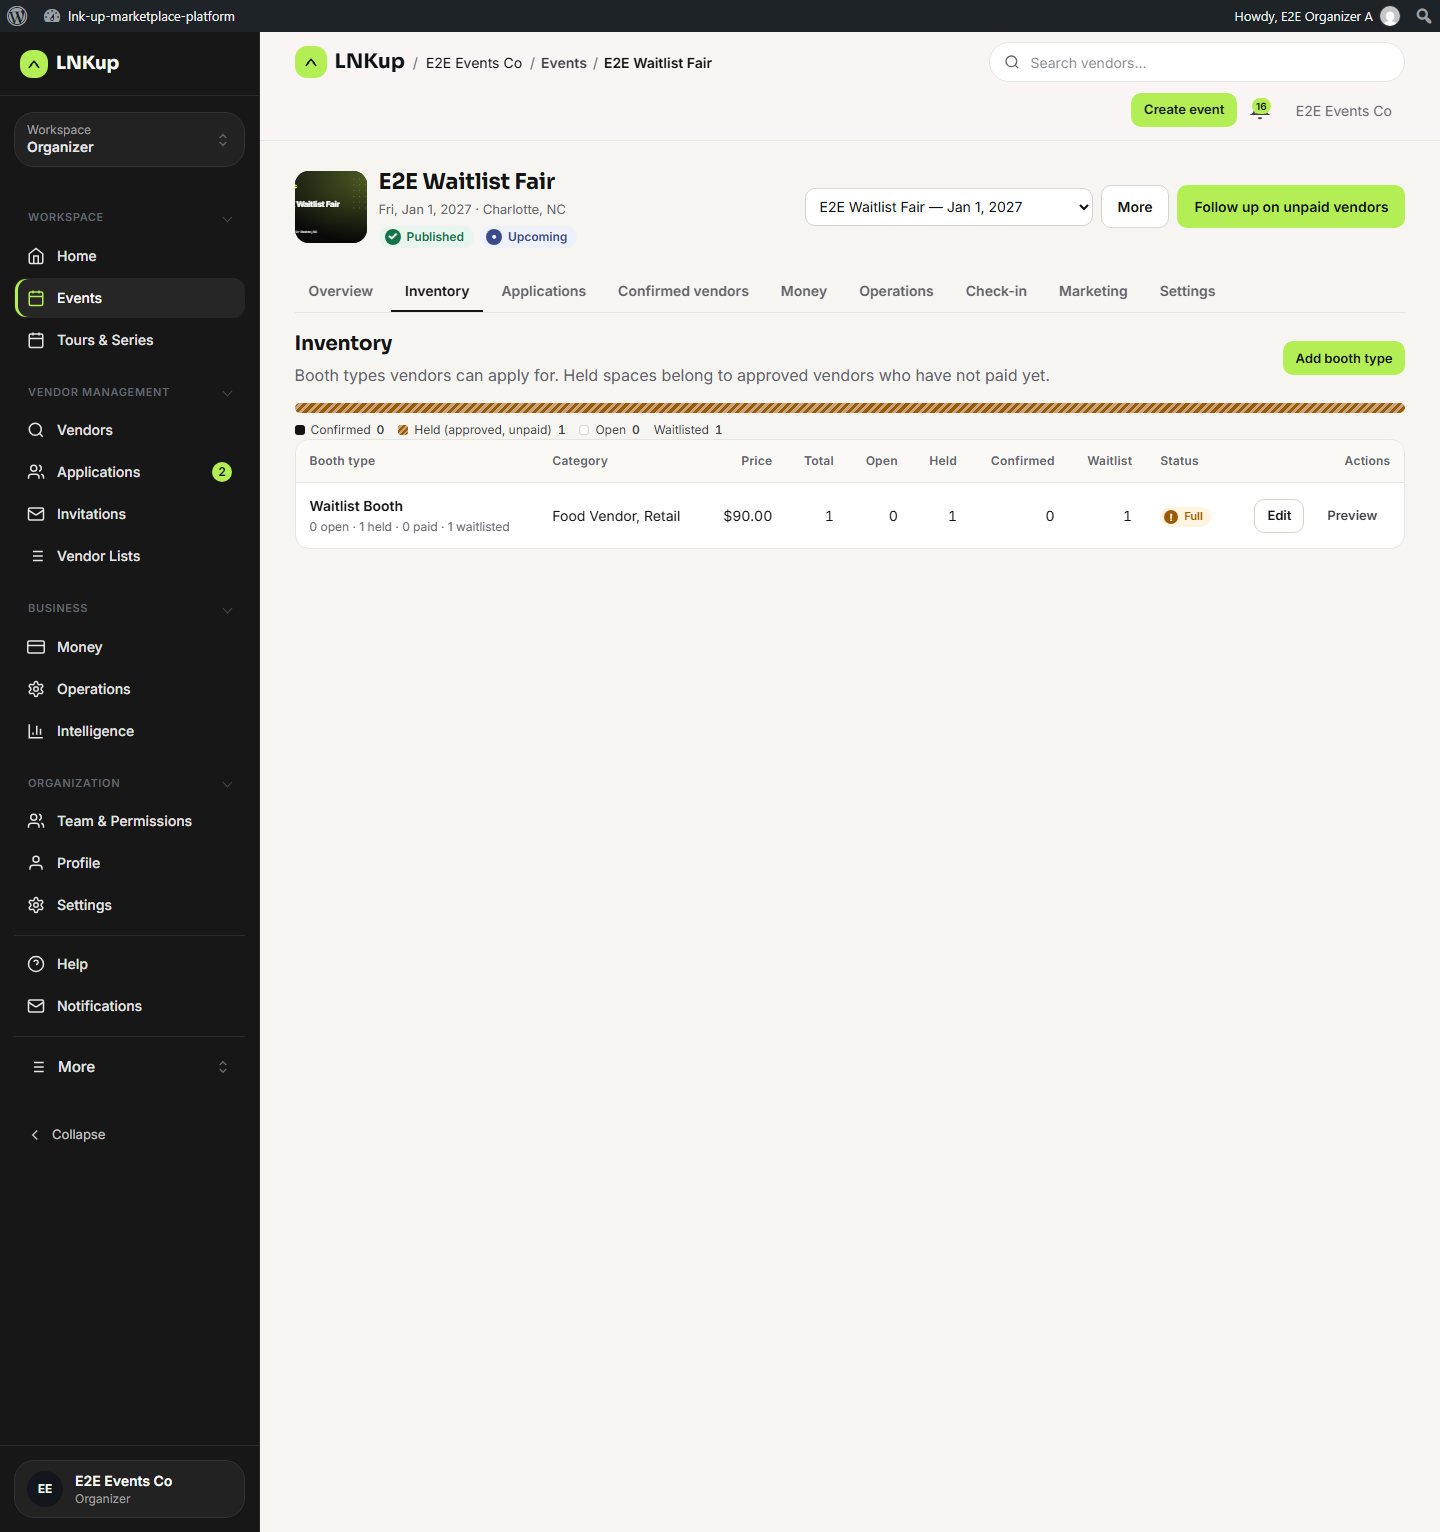 lnk-up-marketplace-platform
Howdy, E2E Organizer A
LNKup
Workspace
Organizer
WORKSPACE
Home
Events
Tours & Series
VENDOR MANAGEMENT
Vendors
Applications 2
Invitations
Vendor Lists
BUSINESS
Money
Operations
Intelligence
ORGANIZATION
Team & Permissions
Profile
Settings
Help
Notifications
More
Collapse
EE
E2E Events Co
Organizer
LNKup / E2E Events Co / Events / E2E Waitlist Fair
Search vendors...
Create event
16
E2E Events Co
Waitlist Fair
E2E Waitlist Fair
Fri, Jan 1, 2027 · Charlotte, NC
Published Upcoming
E2E Waitlist Fair — Jan 1, 2027
More
Follow up on unpaid vendors
Overview Inventory Applications Confirmed vendors Money Operations Check-in Marketing Settings
Inventory
Booth types vendors can apply for. Held spaces belong to approved vendors who have not paid yet.
Add booth type
Confirmed 0 Held (approved, unpaid) 1 Open 0 Waitlisted 1
Booth type Category Price Total Open Held Confirmed Waitlist Status Actions
Waitlist Booth
0 open · 1 held · 0 paid · 1 waitlisted
Food Vendor, Retail $90.00 1 0 1 0 1 Full Edit Preview